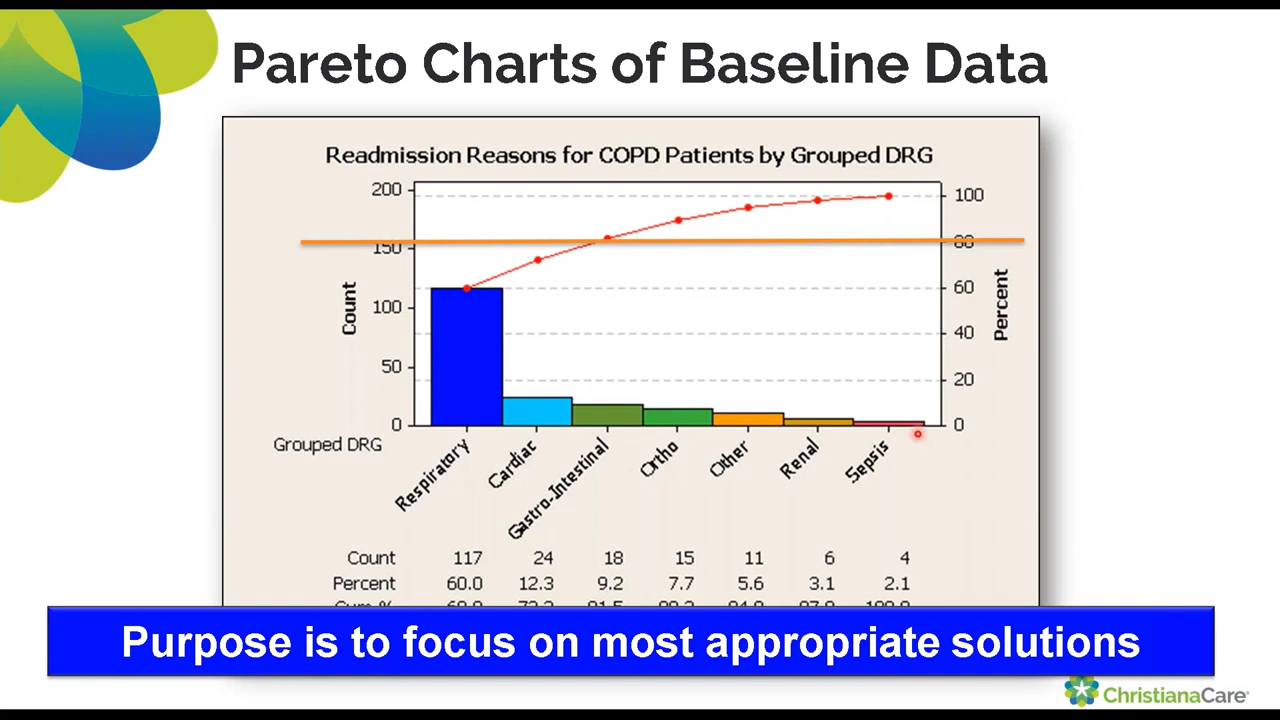 Pareto Charts of Baseline Data
Readmission Reasons for COPD Patients by Grouped DRG
200
150
100
50
0
Count
100
80
60
40
20
0
Percent
Grouped DRG
Respiratory
Cardiac
Gastro-Intestinal
Ortho
Other
Renal
Sepsis
Count 117 24 18 15 11 6 4
Percent 60.0 12.3 9.2 7.7 5.6 3.1 2.1
Cum %
Purpose is to focus on most appropriate solutions
ChristianaCare®